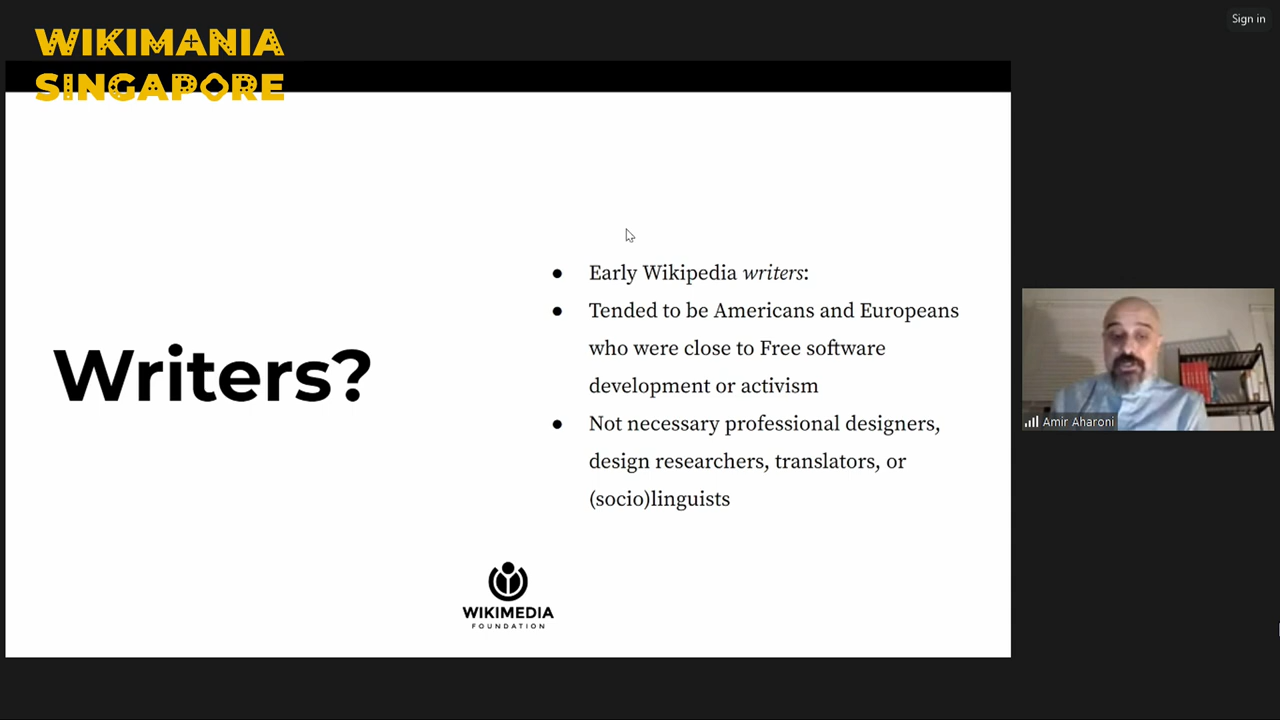 Sign in
WIKIMANIA
SINGAPORE
Writers?
● Early Wikipedia writers:
● Tended to be Americans and Europeans
who were close to Free software
development or activism
● Not necessary professional designers,
design researchers, translators, or
(socio)linguists
WIKIMEDIA
FOUNDATION
Amir Aharoni